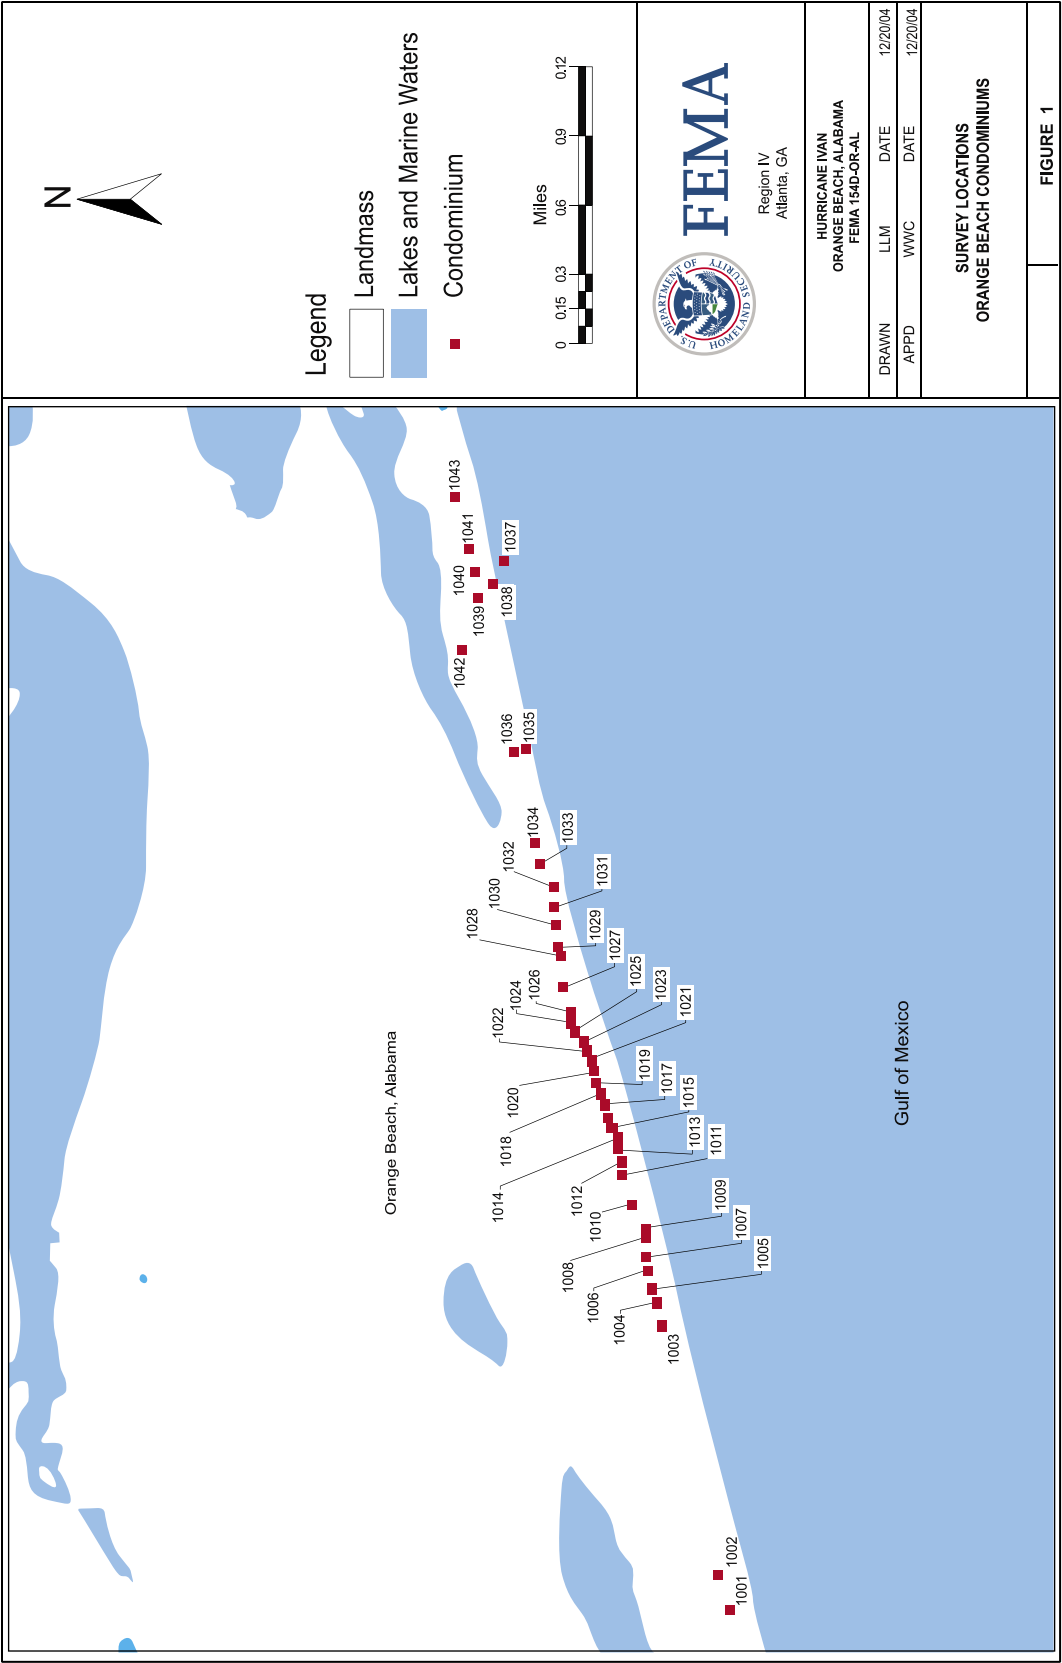 N
Legend
Landmass
Lakes and Marine Waters
Condominium
Miles
0 0.15 0.3 0.6 0.9 0.12
U.S. DEPARTMENT OF HOMELAND SECURITY
FEMA
Region IV
Atlanta, GA
HURRICANE IVAN
ORANGE BEACH, ALABAMA
FEMA 154D-OR-AL
DRAWN LLM DATE 12/20/04
APPD WWC DATE 12/20/04
SURVEY LOCATIONS
ORANGE BEACH CONDOMINIUMS
FIGURE 1
Orange Beach, Alabama
Gulf of Mexico
1001
1002
1003
1004
1005
1006
1007
1008
1009
1010
1011
1012
1013
1014
1015
1017
1018
1019
1020
1021
1022
1023
1024
1025
1026
1027
1028
1029
1030
1031
1032
1033
1034
1035
1036
1037
1038
1039
1040
1041
1042
1043